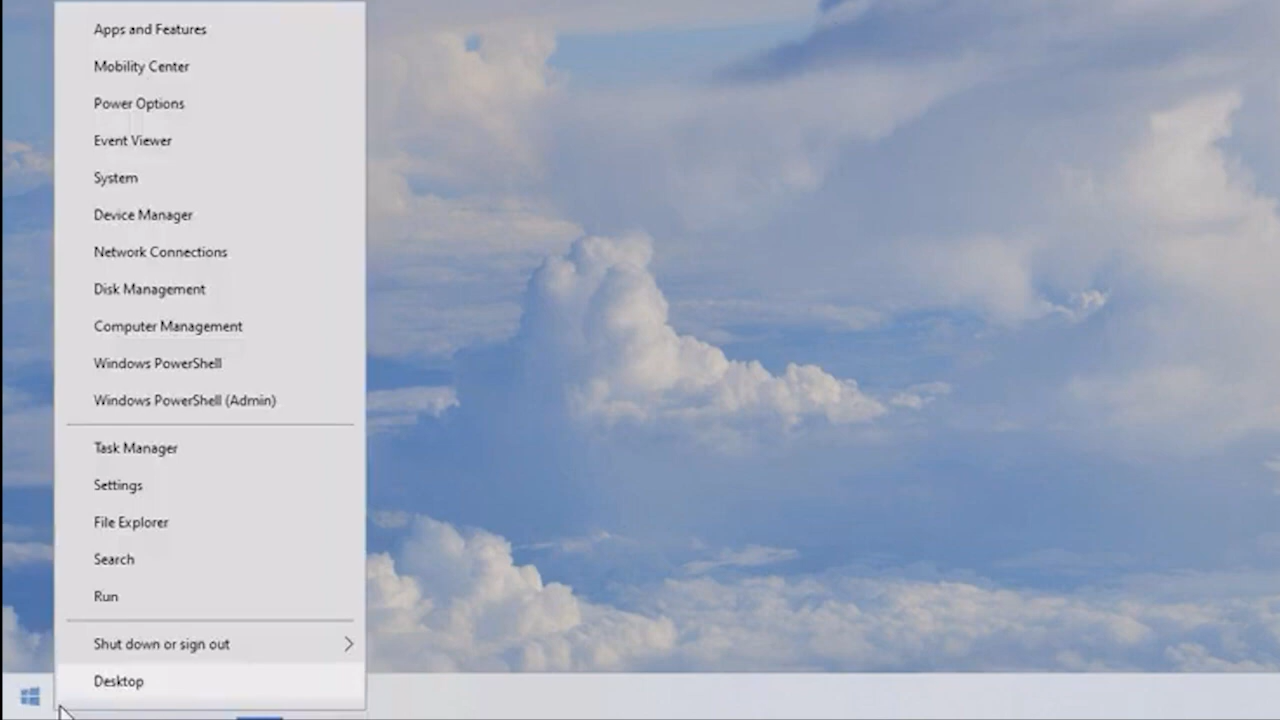 Apps and Features
Mobility Center
Power Options
Event Viewer
System
Device Manager
Network Connections
Disk Management
Computer Management
Windows PowerShell
Windows PowerShell (Admin)
Task Manager
Settings
File Explorer
Search
Run
Shut down or sign out
Desktop